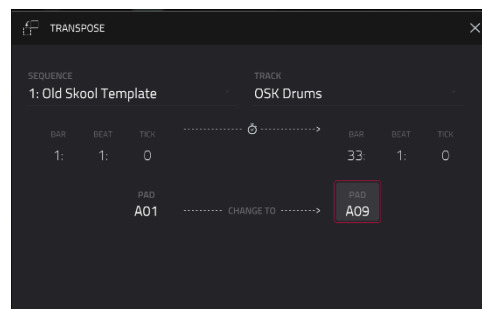 TRANSPOSE
SEQUENCE TRACK
1: Old Skool Template OSK Drums
BAR BEAT TICK BAR BEAT TICK
1: 1: 0 33: 1: 0
PAD PAD
A01 CHANGE TO A09